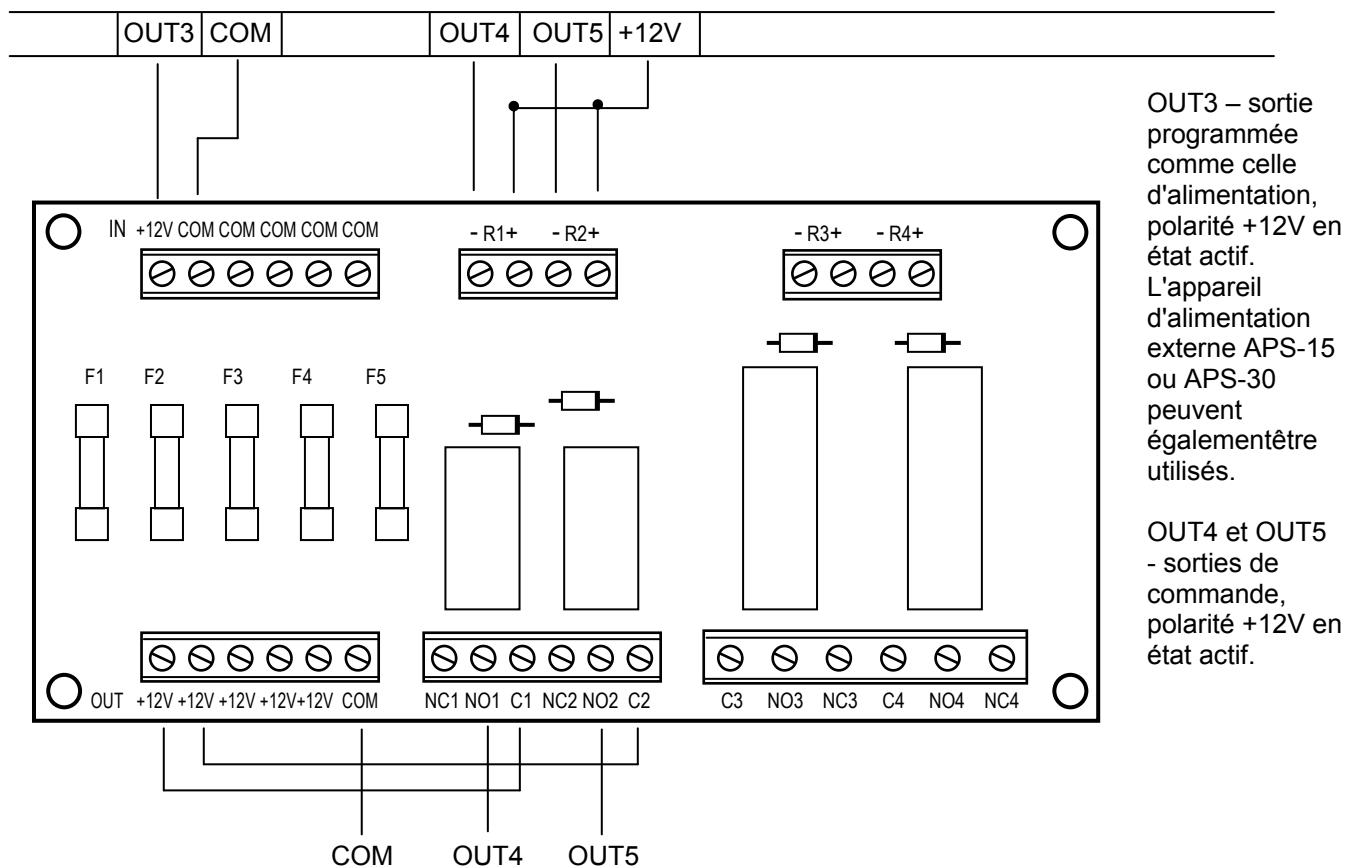 OUT3 COM OUT4 OUT5 +12V
IN +12V COM COM COM COM COM
- R1+ - R2+
- R3+ - R4+
F1 F2 F3 F4 F5
OUT +12V +12V +12V +12V+12V COM
NC1 NO1 C1 NC2 NO2 C2
C3 NO3 NC3 C4 NO4 NC4
COM OUT4 OUT5
OUT3 – sortie
programmée
comme celle
d'alimentation,
polarité +12V en
état actif.
L'appareil
d'alimentation
externe APS-15
ou APS-30
peuvent
égalementêtre
utilisés.
OUT4 et OUT5
- sorties de
commande,
polarité +12V en
état actif.